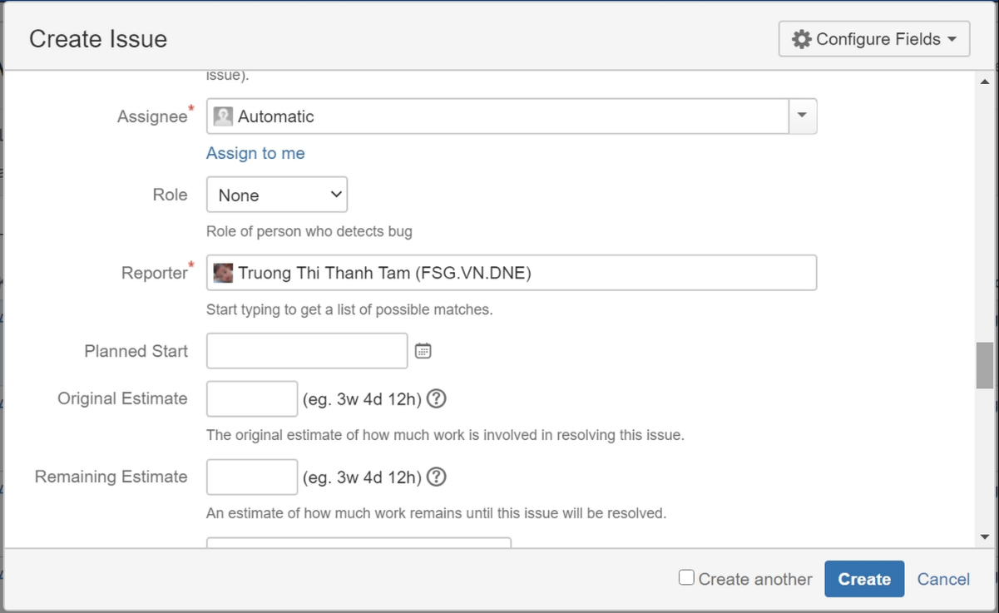 Create Issue
Configure Fields
issue).
Assignee*
Automatic
Assign to me
Role
None
Role of person who detects bug
Reporter*
Truong Thi Thanh Tam (FSG.VN.DNE)
Start typing to get a list of possible matches.
Planned Start
Original Estimate
(eg. 3w 4d 12h)
The original estimate of how much work is involved in resolving this issue.
Remaining Estimate
(eg. 3w 4d 12h)
An estimate of how much work remains until this issue will be resolved.
Create another
Create
Cancel